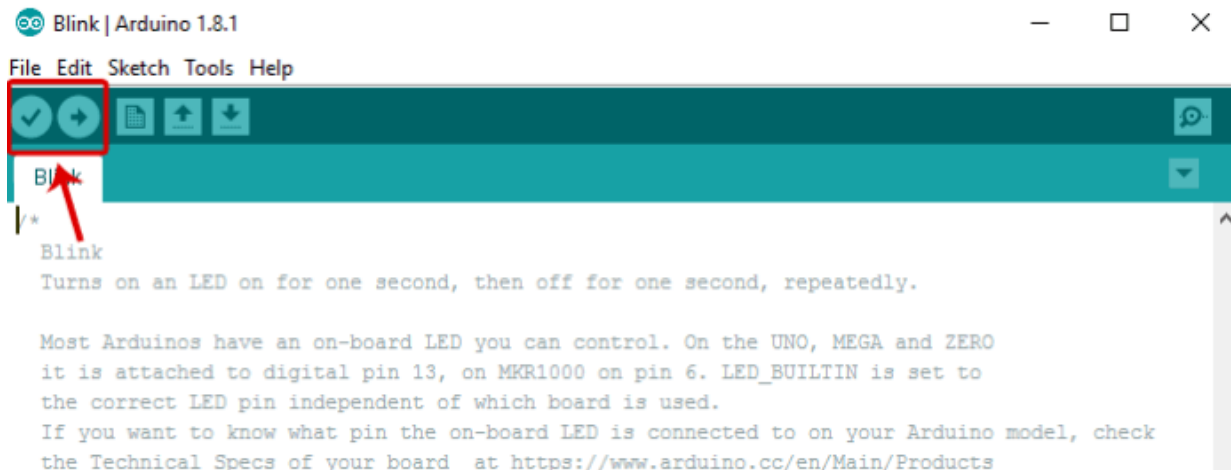 Blink | Arduino 1.8.1
File Edit Sketch Tools Help
Blink
/*
Blink
Turns on an LED on for one second, then off for one second, repeatedly.
Most Arduinos have an on-board LED you can control. On the UNO, MEGA and ZERO
it is attached to digital pin 13, on MKR1000 on pin 6. LED_BUILTIN is set to
the correct LED pin independent of which board is used.
If you want to know what pin the on-board LED is connected to on your Arduino model, check
the Technical Specs of your board at https://www.arduino.cc/en/Main/Products